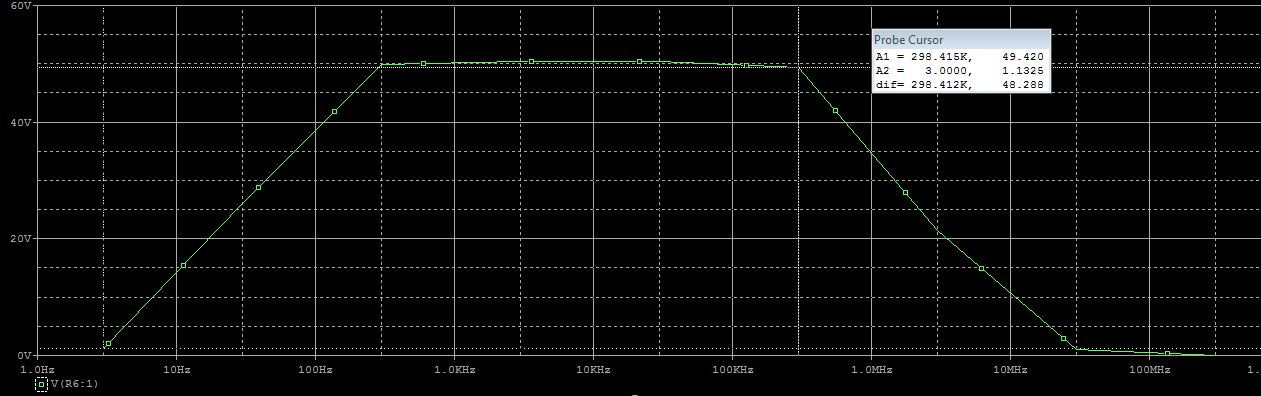 60V
Probe Cursor
A1 = 298.415K, 49.420
A2 = 3.0000, 1.1325
dif= 298.412K, 48.288
40V
20V
0V
1.0Hz 10Hz 100Hz 1.0KHz 10KHz 100KHz 1.0MHz 10MHz 100MHz 1.
V(R6:1)